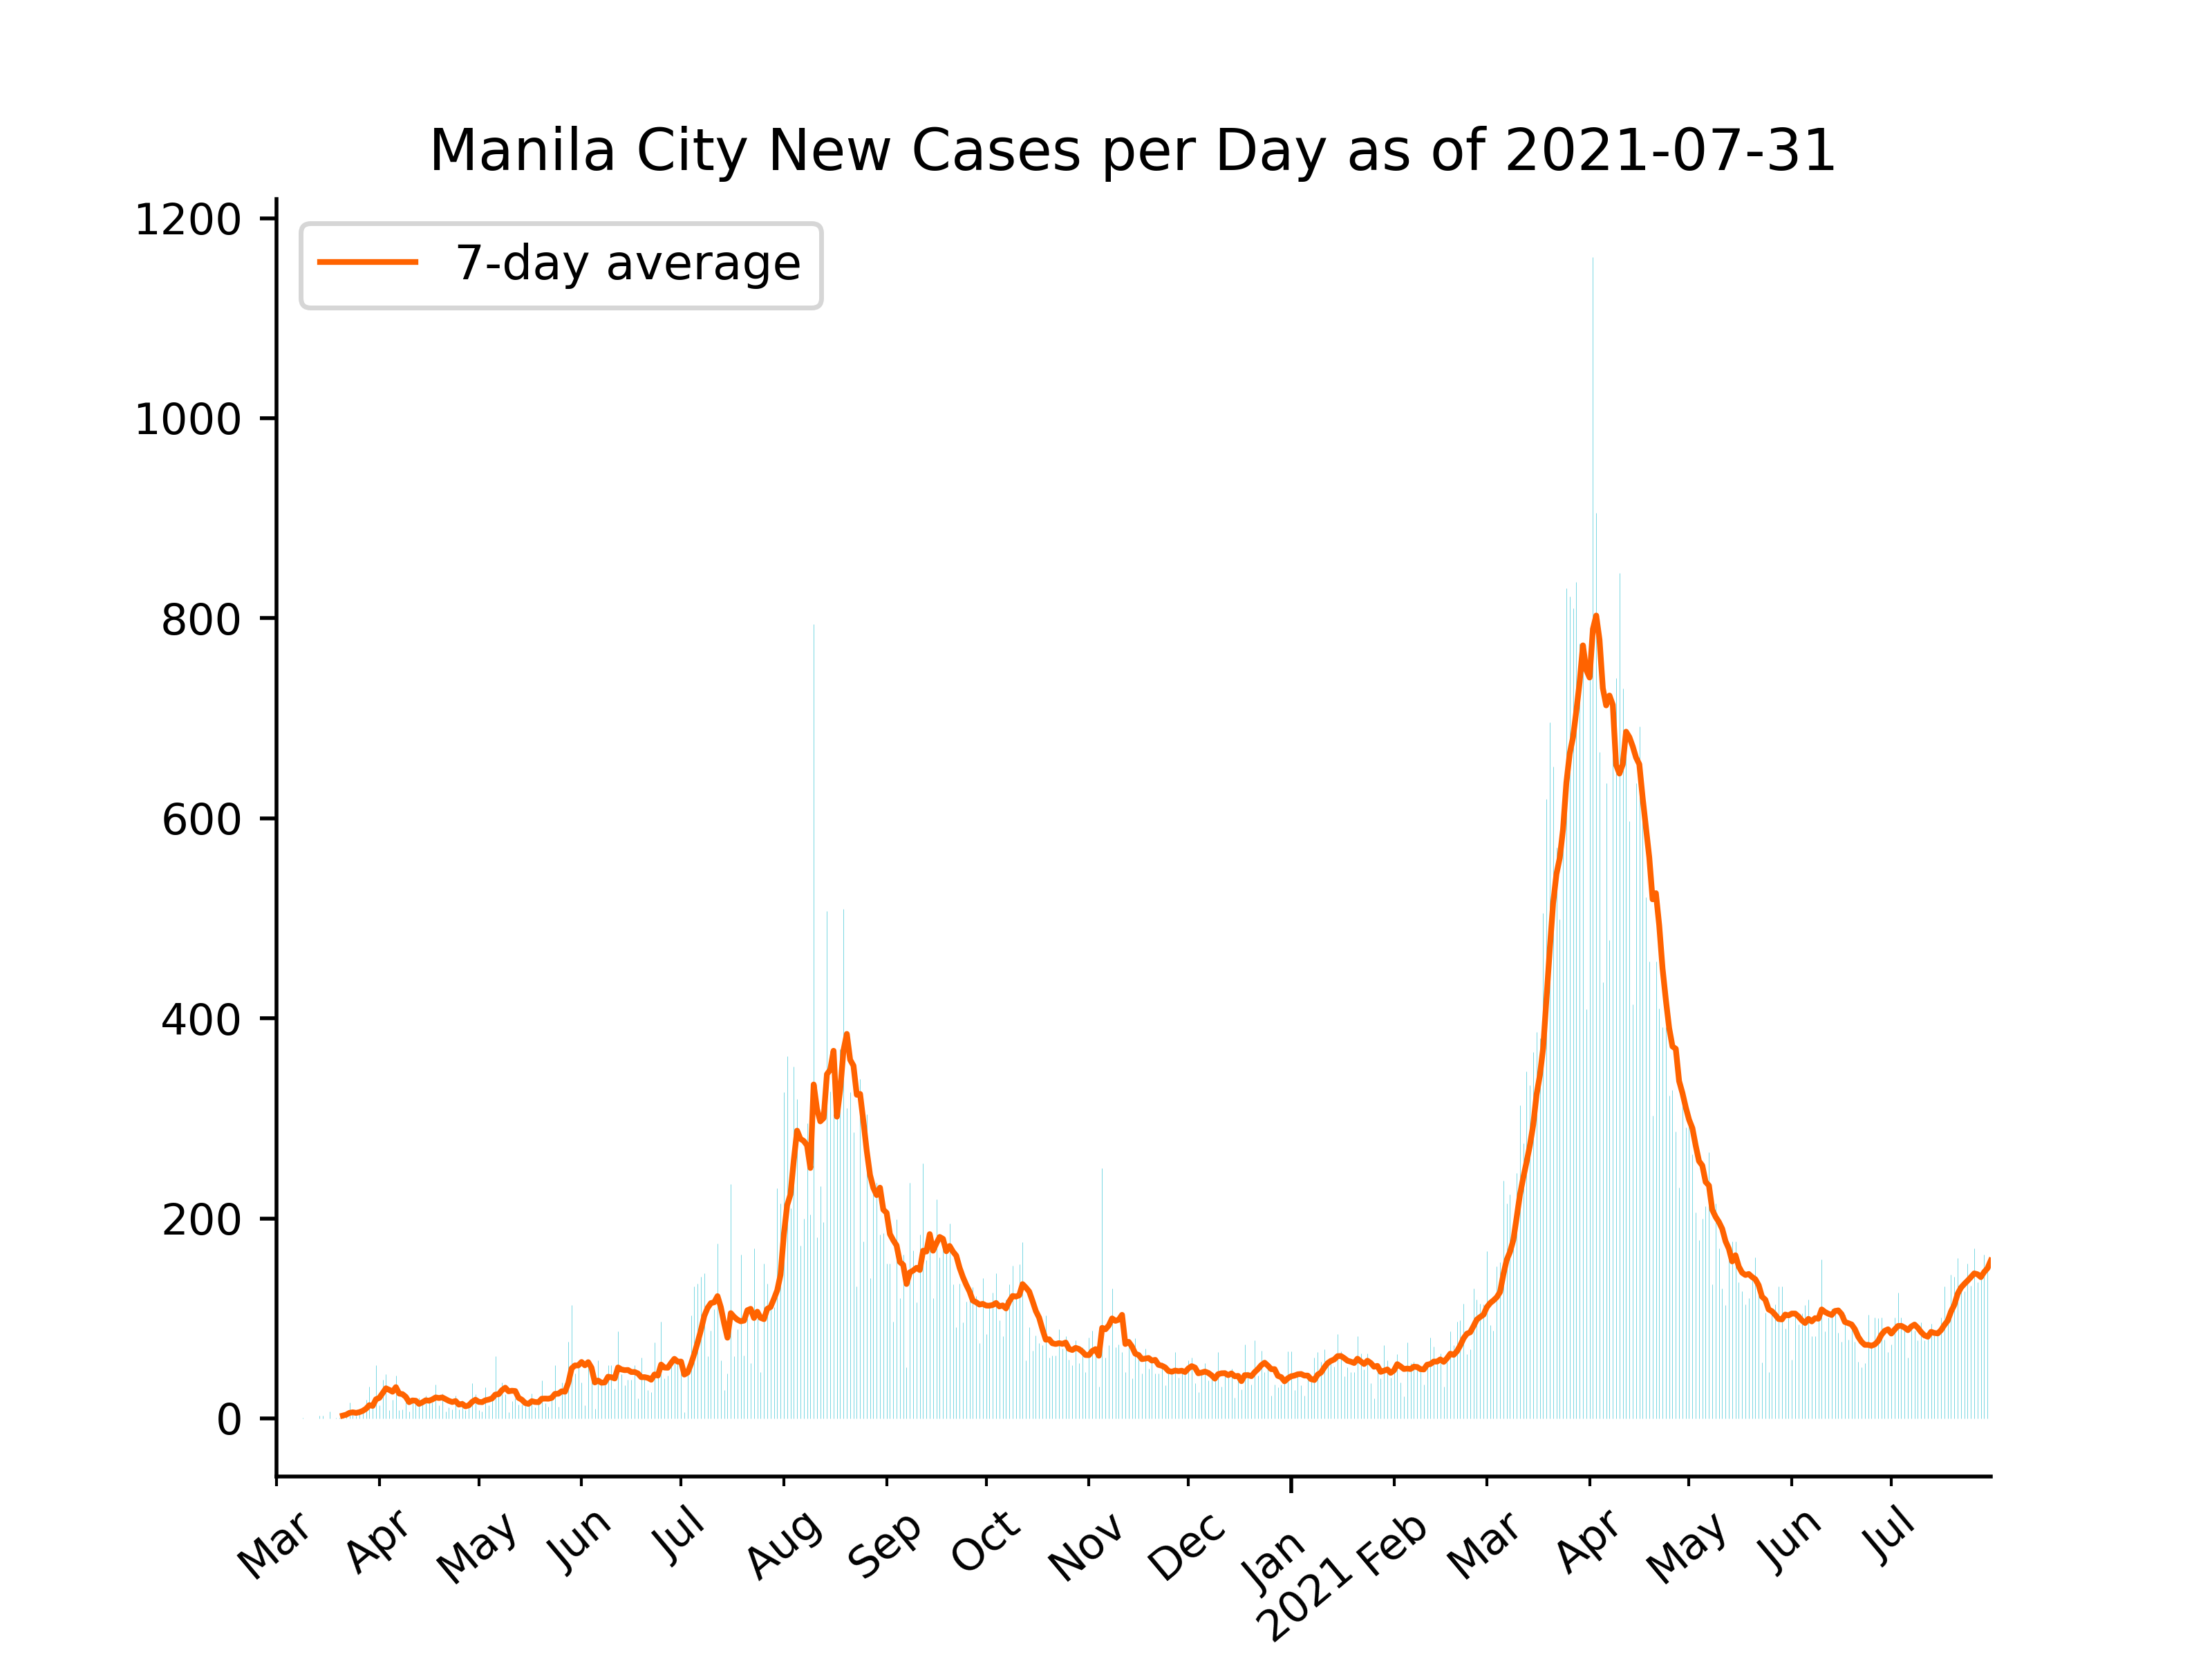 Manila City New Cases per Day as of 2021-07-31
7-day average
1200
1000
800
600
400
200
0
Mar
Apr
May
Jun
Jul
Aug
Sep
Oct
Nov
Dec
Jan
2021
Feb
Mar
Apr
May
Jun
Jul